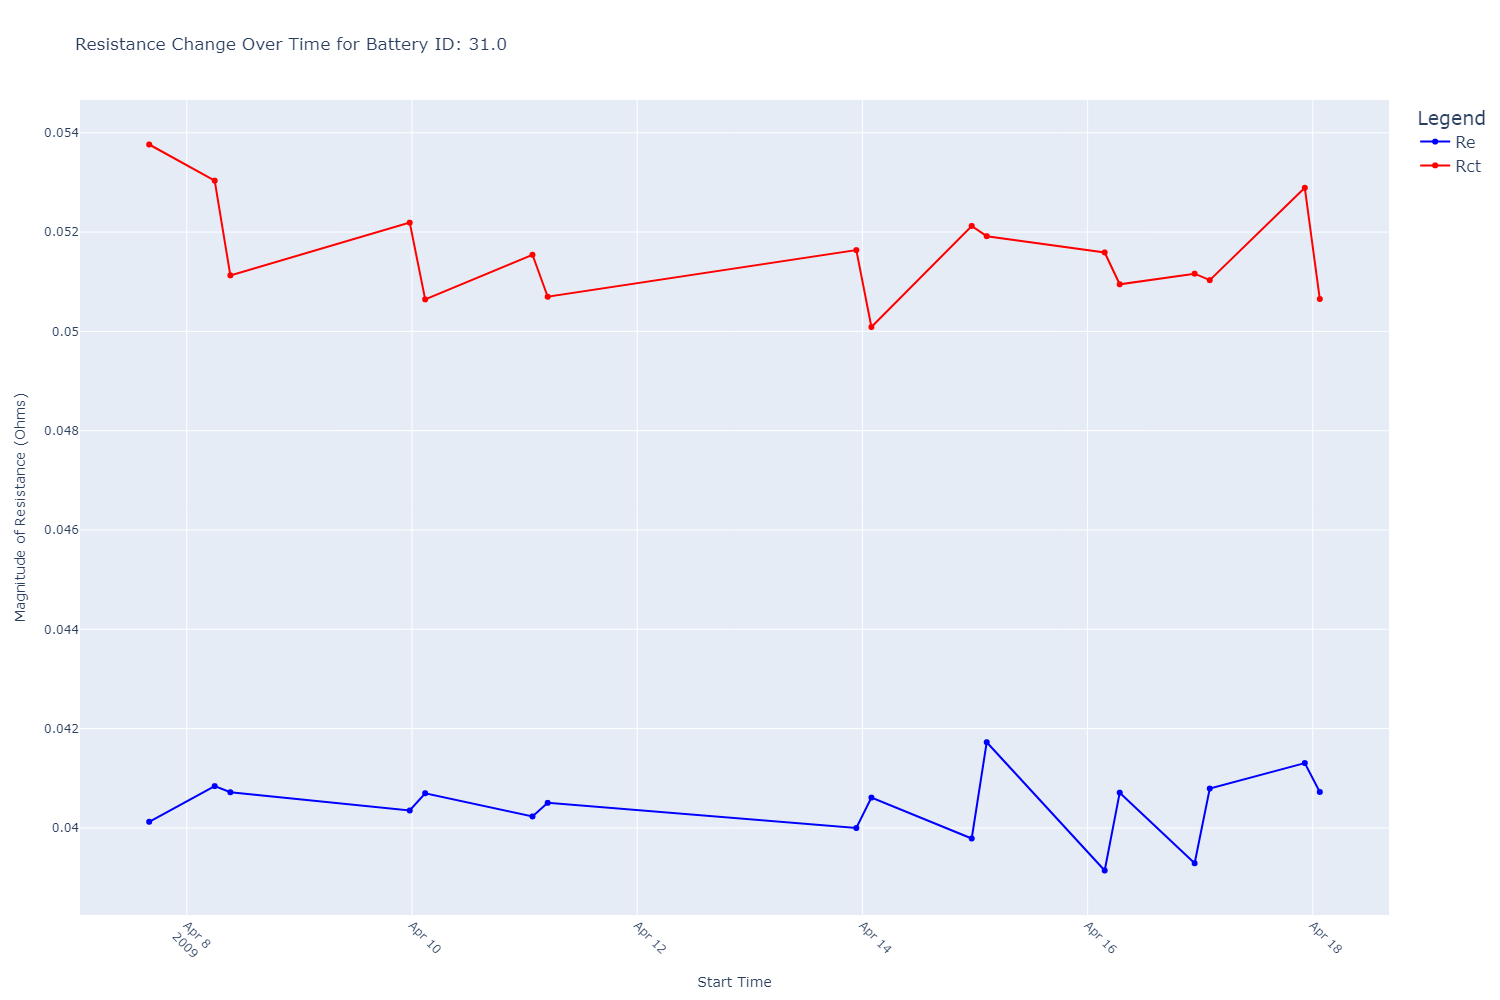 Resistance Change Over Time for Battery ID: 31.0
Legend
Re
Rct
0.054
0.052
0.05
0.048
0.046
0.044
0.042
0.04
Magnitude of Resistance (Ohms)
Apr 8
2009
Apr 10
Apr 12
Apr 14
Apr 16
Apr 18
Start Time